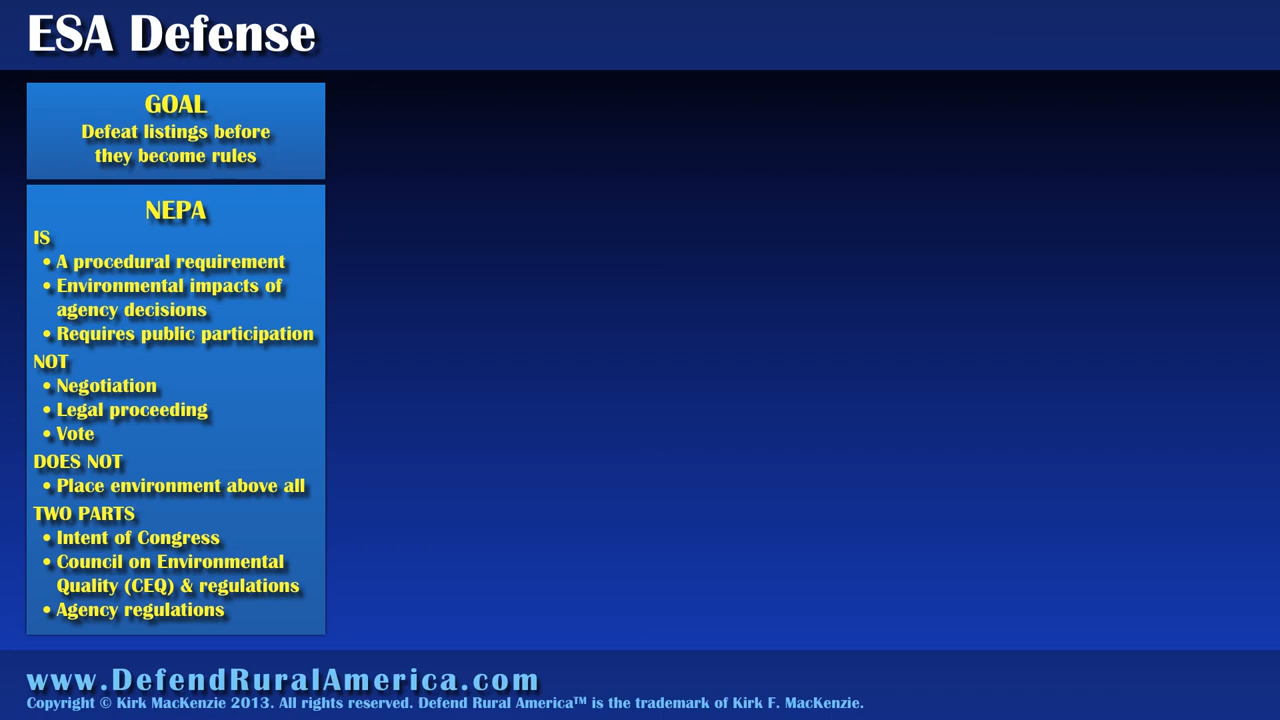 ESA Defense
GOAL
Defeat listings before
they become rules
NEPA
IS
• A procedural requirement
• Environmental impacts of
agency decisions
• Requires public participation
NOT
• Negotiation
• Legal proceeding
• Vote
DOES NOT
• Place environment above all
TWO PARTS
• Intent of Congress
• Council on Environmental
Quality (CEQ) & regulations
• Agency regulations
www.DefendRuralAmerica.com
Copyright © Kirk MacKenzie 2013. All rights reserved. Defend Rural America™ is the trademark of Kirk F. MacKenzie.